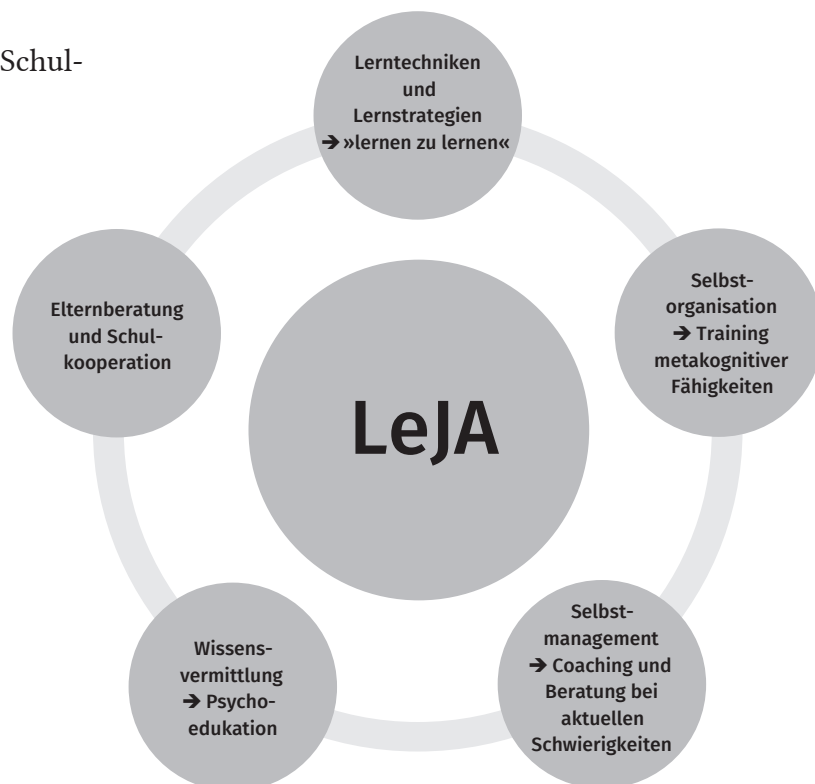 Schul-
Lerntechniken
und
Lernstrategien
➔ »lernen zu lernen«
Selbst-
organisation
➔ Training
metakognitiver
Fähigkeiten
Selbst-
management
➔ Coaching und
Beratung bei
aktuellen
Schwierigkeiten
Wissens-
vermittlung
➔ Psycho-
edukation
Elternberatung
und Schul-
kooperation
LeJA